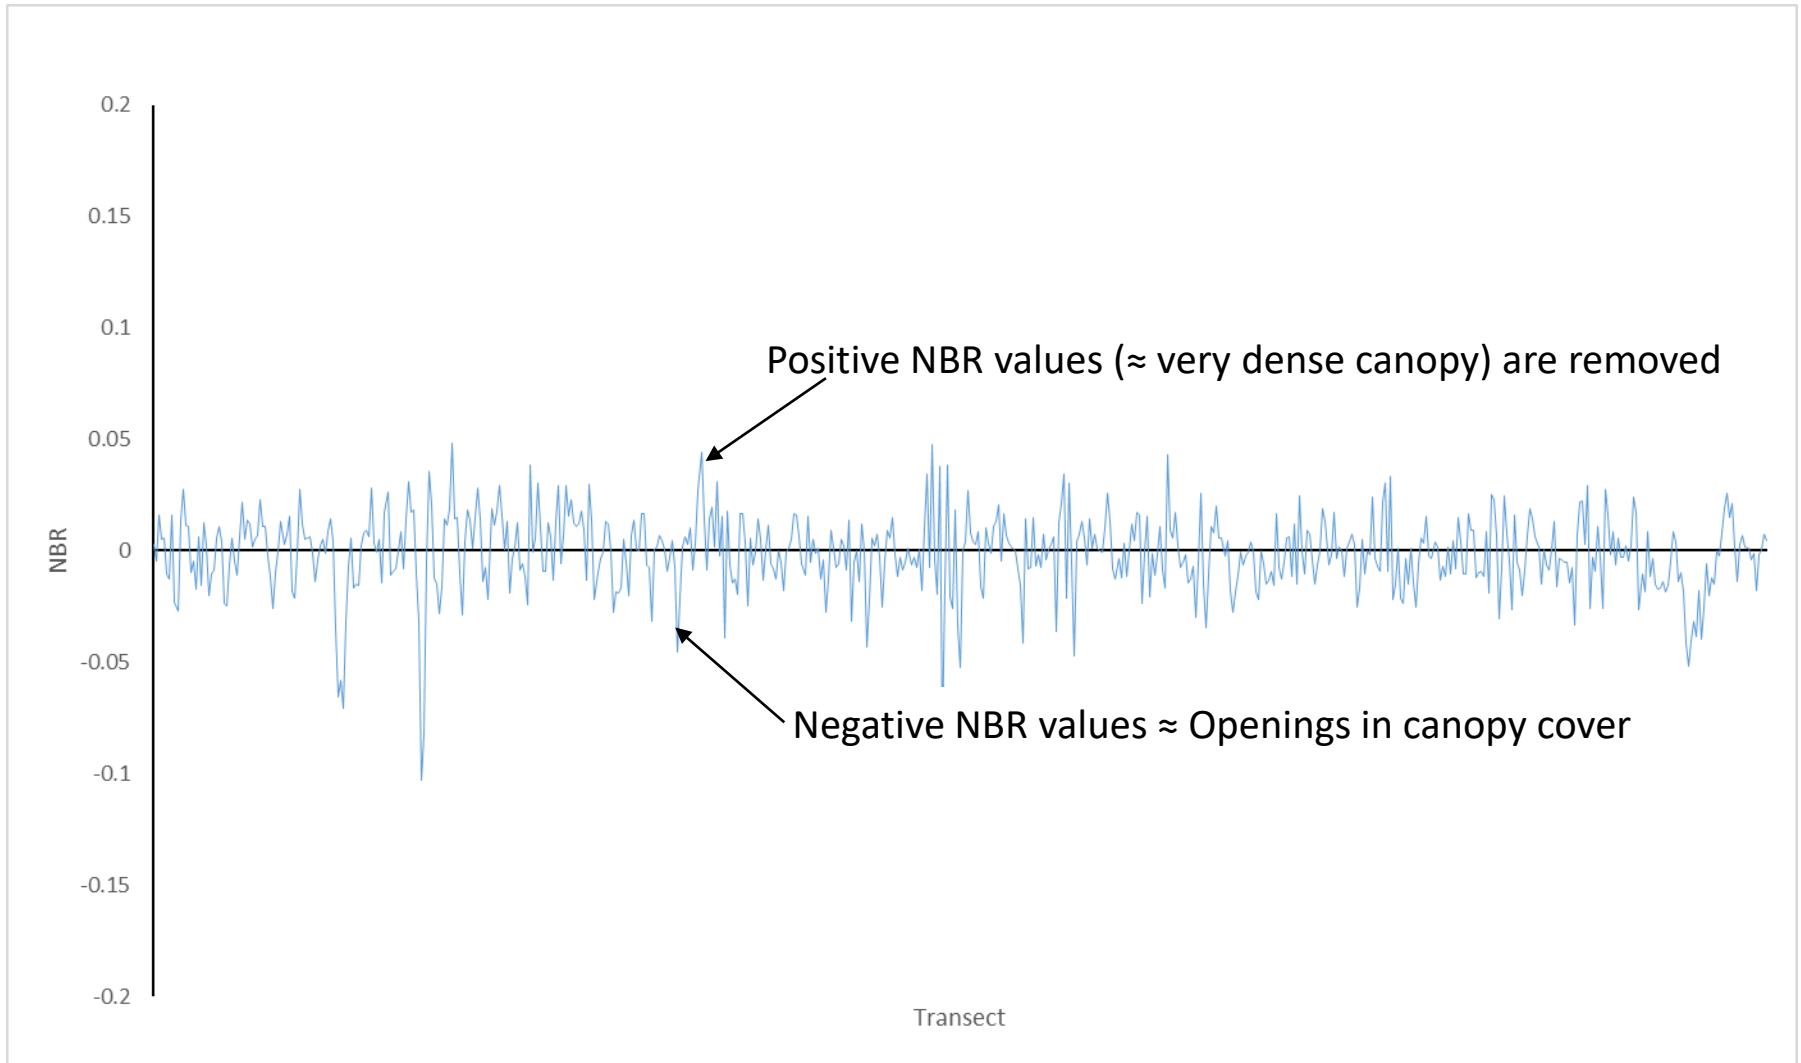 0.2
0.15
0.1
Positive NBR values (≈ very dense canopy) are removed
0.05
NBR
0
-0.05
Negative NBR values ≈ Openings in canopy cover
-0.1
-0.15
-0.2
Transect